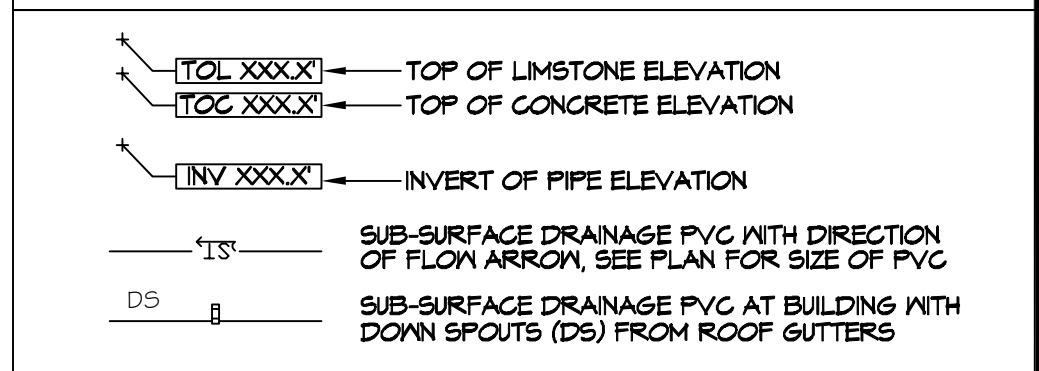 TOL XXX.X' TOP OF LIMSTONE ELEVATION
TOC XXX.X' TOP OF CONCRETE ELEVATION
INV XXX.X' INVERT OF PIPE ELEVATION
SUB-SURFACE DRAINAGE PVC WITH DIRECTION
OF FLOW ARROW, SEE PLAN FOR SIZE OF PVC
DS SUB-SURFACE DRAINAGE PVC AT BUILDING WITH
DOWN SPOUTS (DS) FROM ROOF GUTTERS